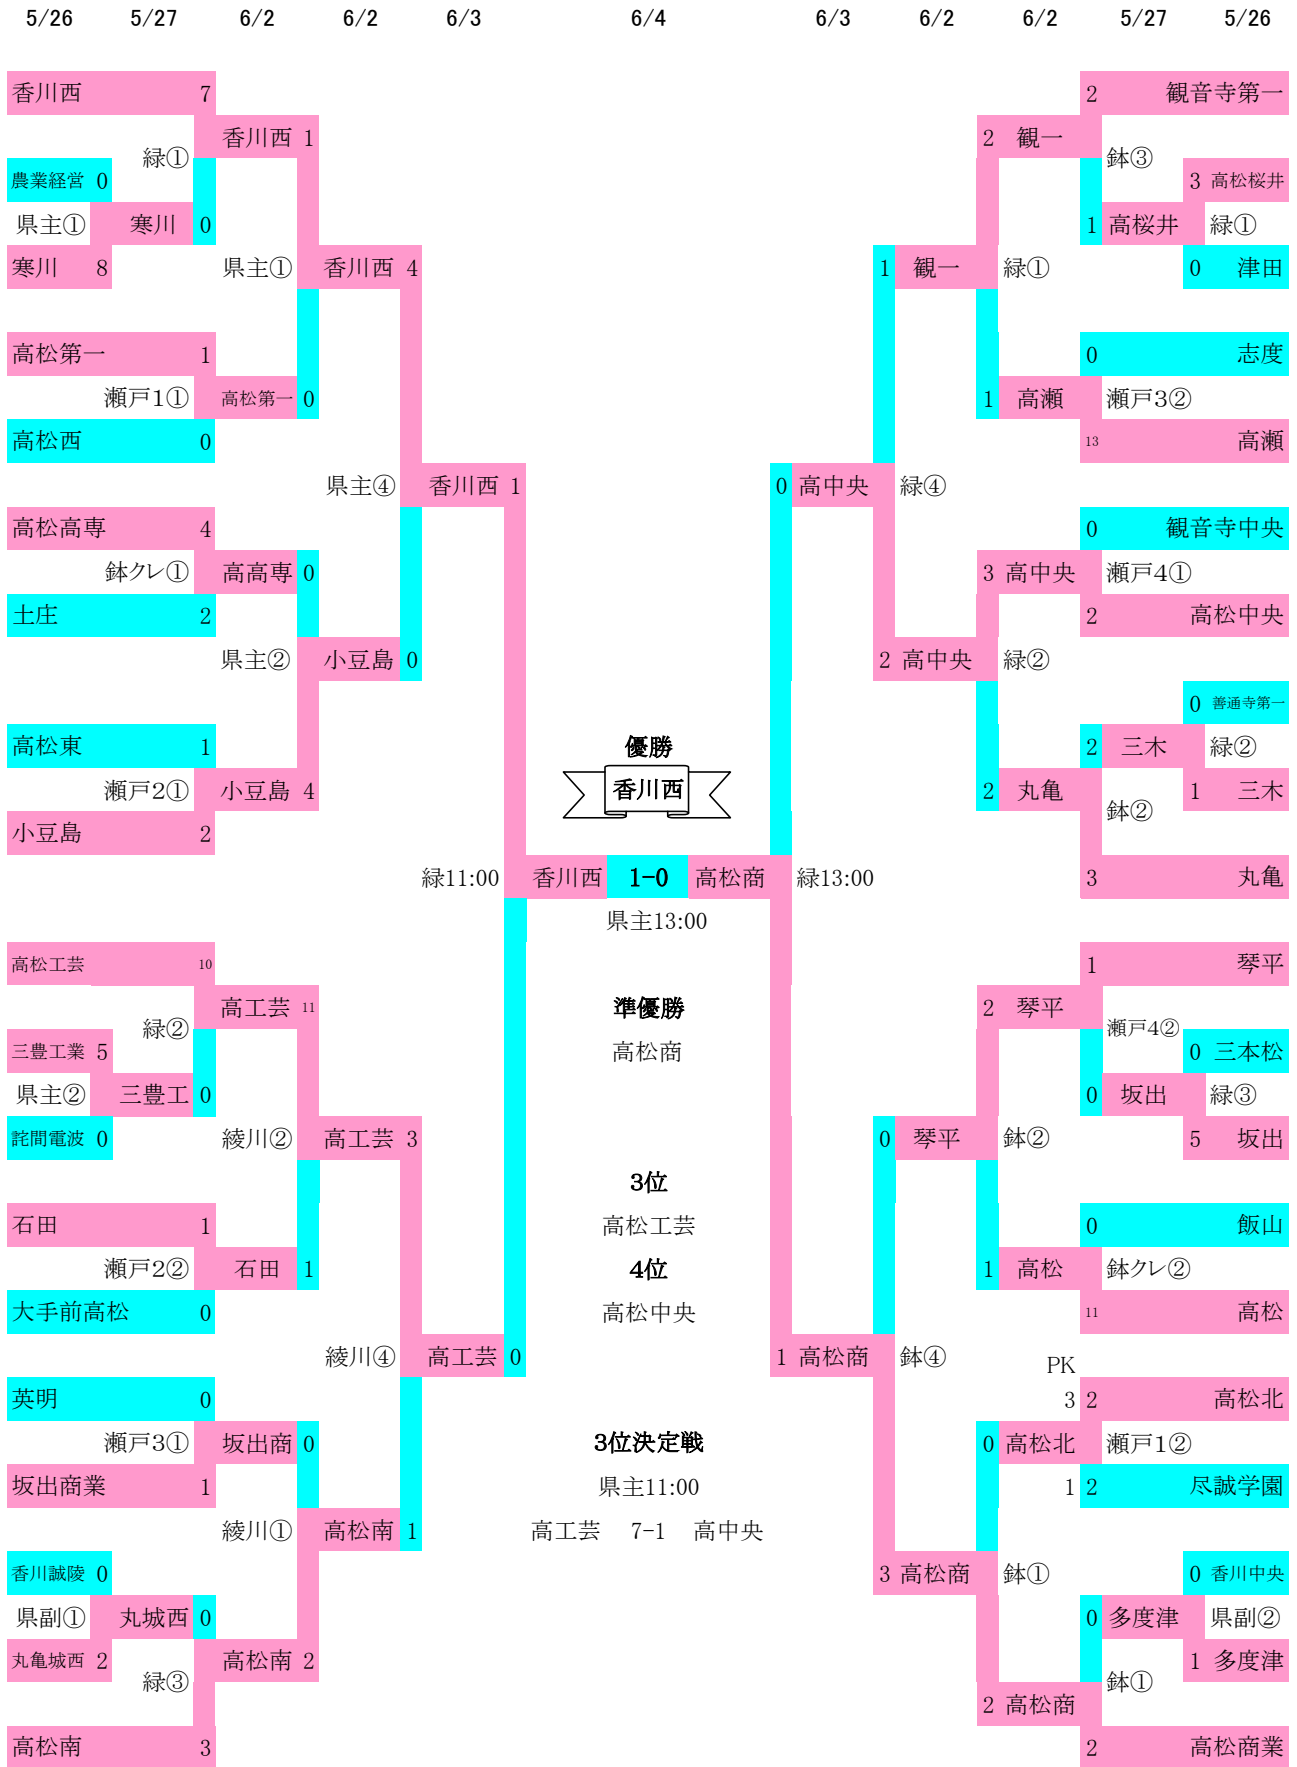 5/26 5/27 6/2 6/2 6/3 6/4 6/3 6/2 6/2 5/27 5/26
香川西 7 2 観音寺第一
香川西 1 2 観一
緑① 鉢③
農業経営 0 3 高松桜井
県主① 寒川 0 1 高桜井 緑①
寒川 8 県主① 香川西 4 1 観一 緑① 0 津田
高松第一 1 0 志度
瀬戸1① 高松第一 0 1 高瀬 瀬戸3②
高松西 0 13 高瀬
県主④ 香川西 1 0 高中央 緑④
高松高専 4 0 観音寺中央
鉢クレ① 高高専 0 3 高中央 瀬戸4①
土庄 2 2 高松中央
県主② 小豆島 0 2 高中央 緑②
0 善通寺第一
高松東 1 優勝 2 三木 緑②
瀬戸2① 小豆島 4 香川西 2 丸亀 1 三木
鉢②
小豆島 2
緑11:00 香川西 1-0 高松商 緑13:00 3 丸亀
県主13:00
高松工芸 10 1 琴平
高工芸 11 準優勝 2 琴平
緑② 瀬戸4②
三豊工業 5 高松商 0 三本松
県主② 三豊工 0 0 坂出 緑③
詫間電波 0 綾川② 高工芸 3 0 琴平 鉢② 5 坂出
3位
石田 1 高松工芸 0 飯山
瀬戸2② 石田 1 4位 1 高松 鉢クレ②
大手前高松 0 高松中央 11 高松
綾川④ 高工芸 0 1 高松商 鉢④
PK
英明 0 3 2 高松北
瀬戸3① 坂出商 0 3位決定戦 0 高松北 瀬戸1②
坂出商業 1 県主11:00 1 2 尽誠学園
綾川① 高松南 1 高工芸 7-1 高中央
香川誠陵 0 3 高松商 鉢① 0 香川中央
県副① 丸城西 0 0 多度津 県副②
丸亀城西 2 高松南 2 1 多度津
緑③ 鉢①
2 高松商
高松南 3 2 高松商業